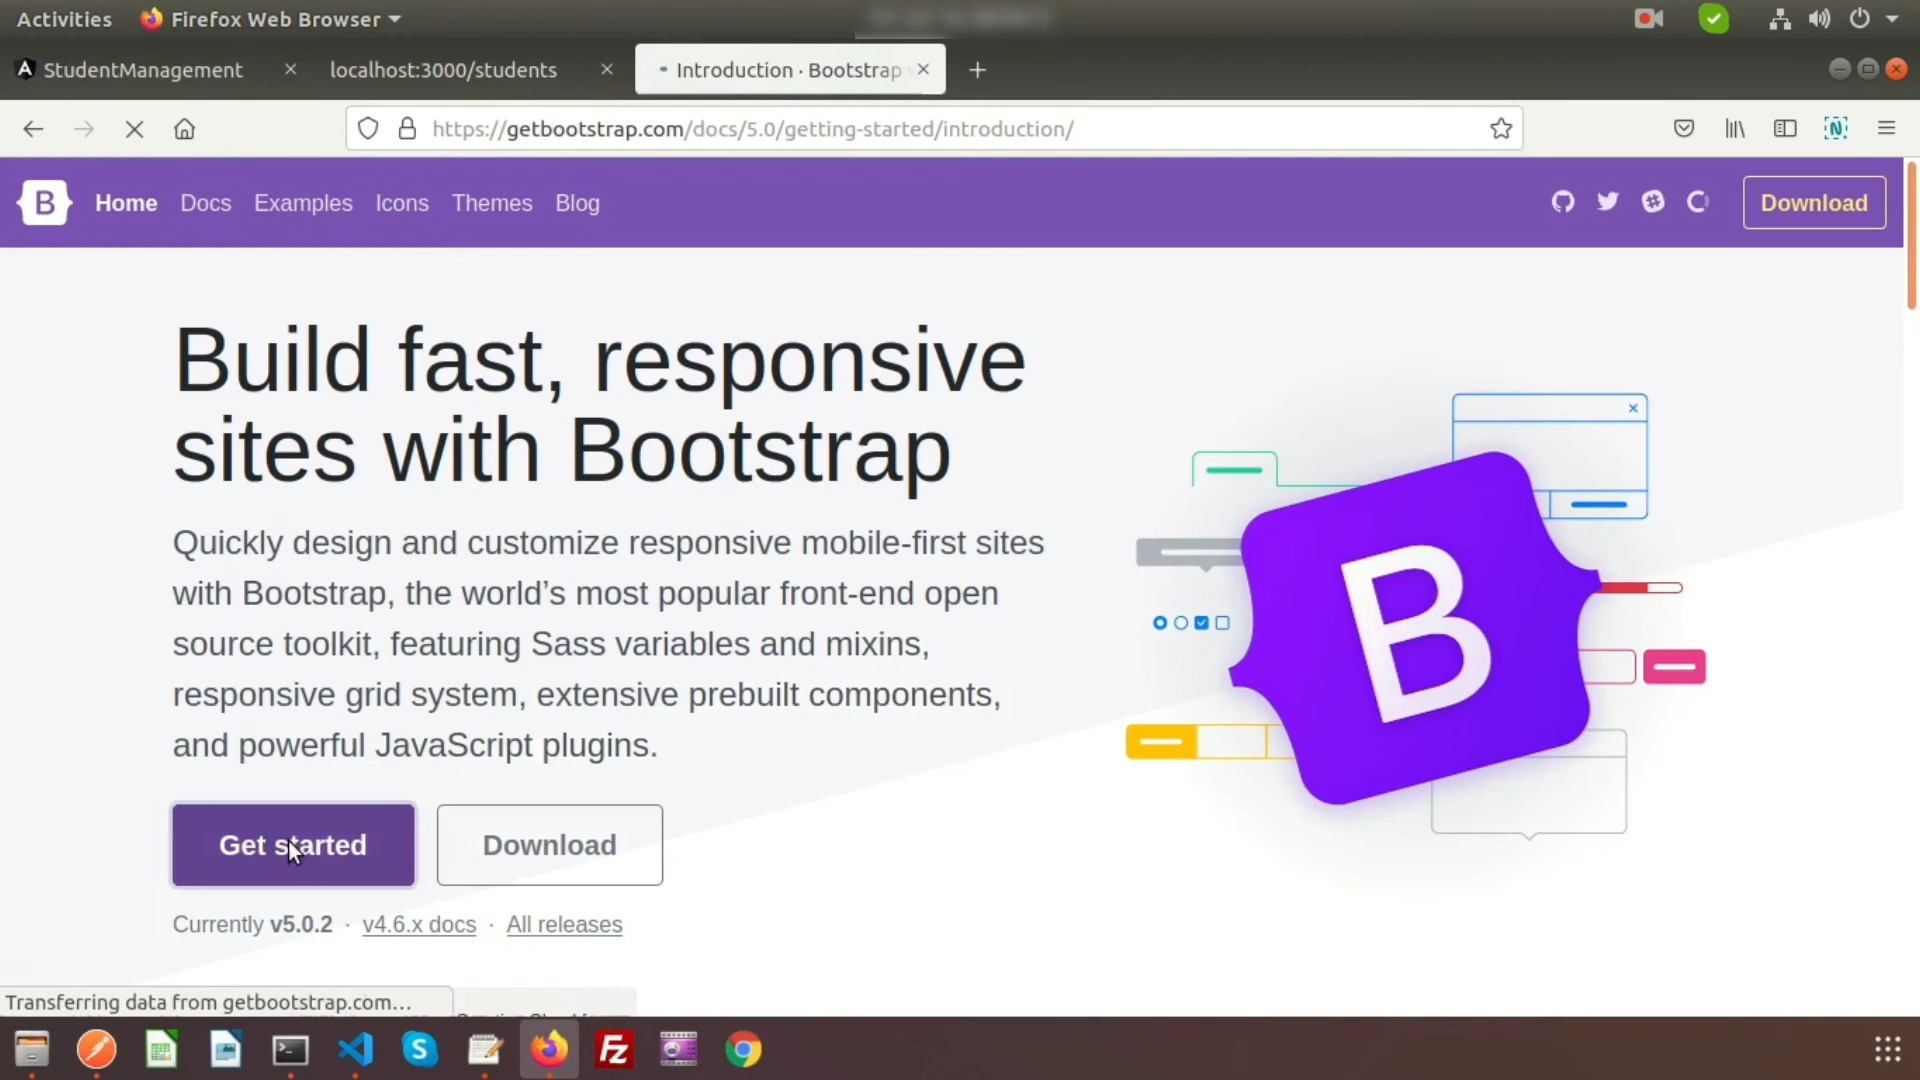 Activities
Firefox Web Browser
StudentManagement
localhost:3000/students
Introduction · Bootstrap
https://getbootstrap.com/docs/5.0/getting-started/introduction/
B Home Docs Examples Icons Themes Blog
Download
Build fast, responsive
sites with Bootstrap
Quickly design and customize responsive mobile-first sites
with Bootstrap, the world’s most popular front-end open
source toolkit, featuring Sass variables and mixins,
responsive grid system, extensive prebuilt components,
and powerful JavaScript plugins.
B
Get started
Download
Currently v5.0.2 · v4.6.x docs · All releases
Transferring data from getbootstrap.com...